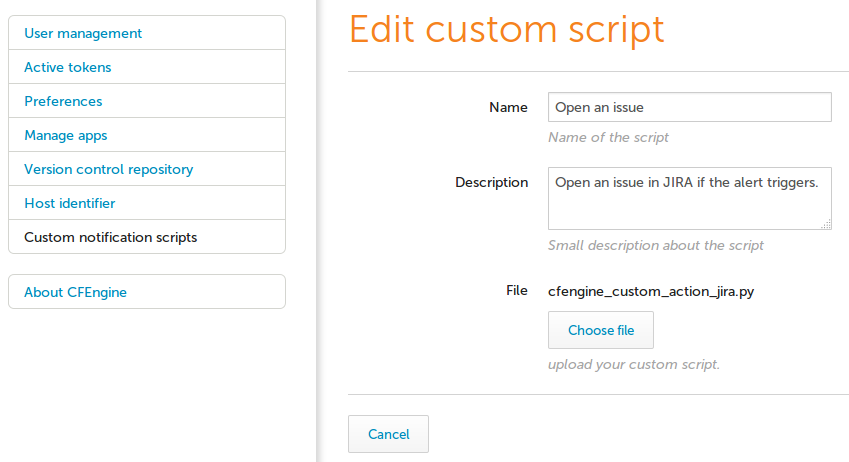 User management
Active tokens
Preferences
Manage apps
Version control repository
Host identifier
Custom notification scripts
About CFEngine
Edit custom script
Name
Open an issue
Name of the script
Description
Open an issue in JIRA if the alert triggers.
Small description about the script
File
cfengine_custom_action_jira.py
Choose file
upload your custom script.
Cancel